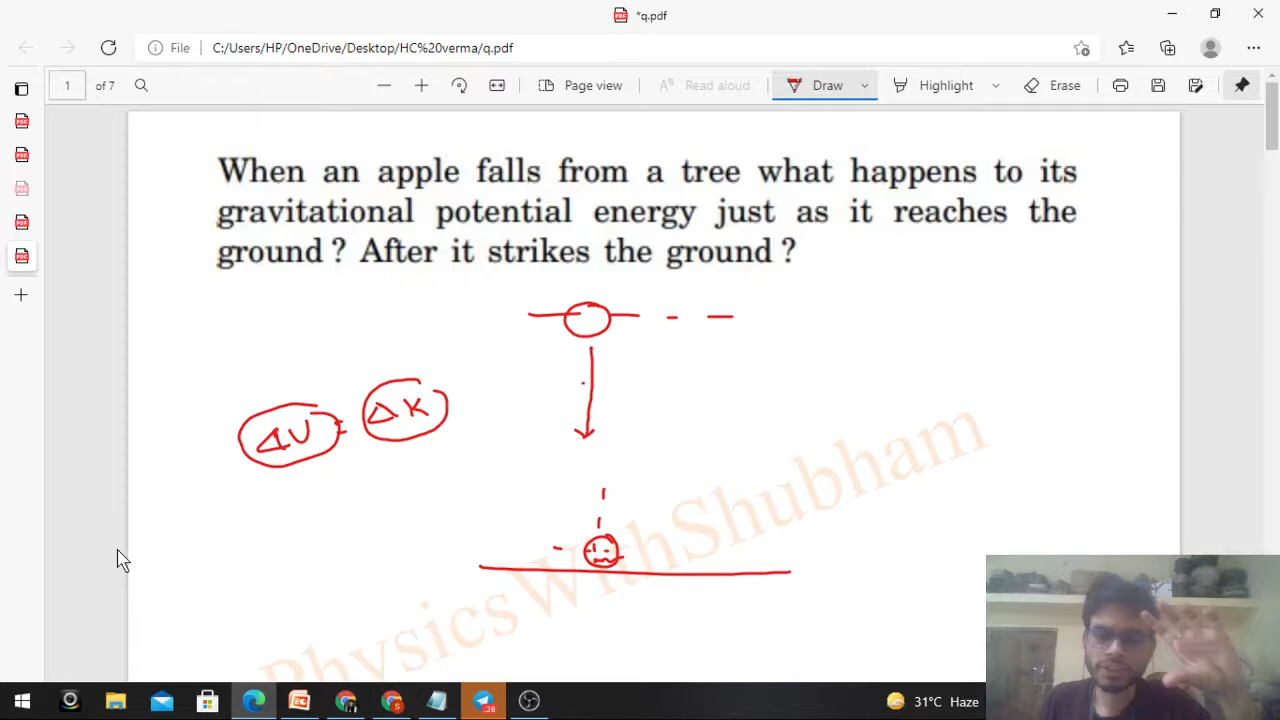 *q.pdf
File C:/Users/HP/OneDrive/Desktop/HC%20verma/q.pdf
1 of 7 Page view Read aloud Draw Highlight Erase
When an apple falls from a tree what happens to its
gravitational potential energy just as it reaches the
ground ? After it strikes the ground ?
ΔU = ΔK
PhysicsWithShubham
28
31°C Haze